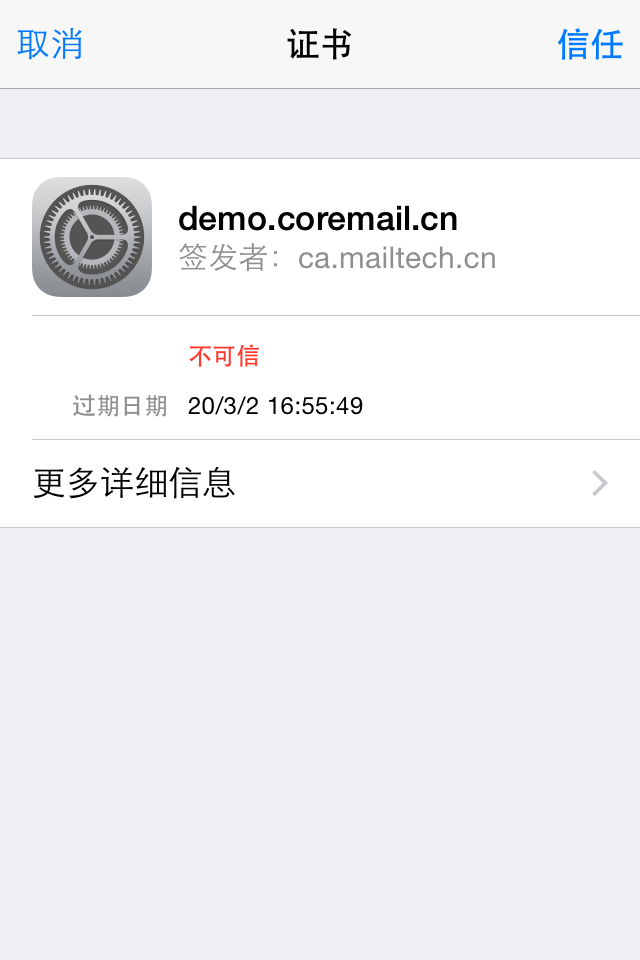 取消 证书 信任
demo.coremail.cn
签发者：ca.mailtech.cn
不可信
过期日期 20/3/2 16:55:49
更多详细信息